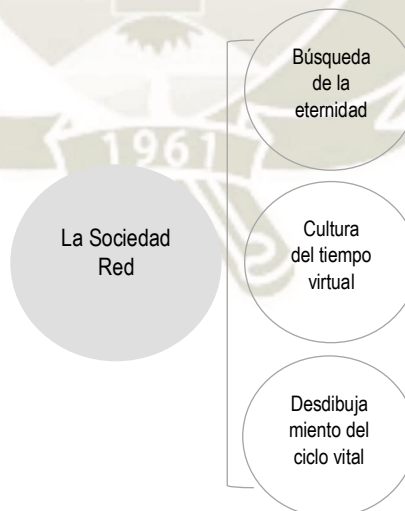 Búsqueda
de la
eternidad
1961
La Sociedad
Red
Cultura
del tiempo
virtual
Desdibuja
miento del
ciclo vital